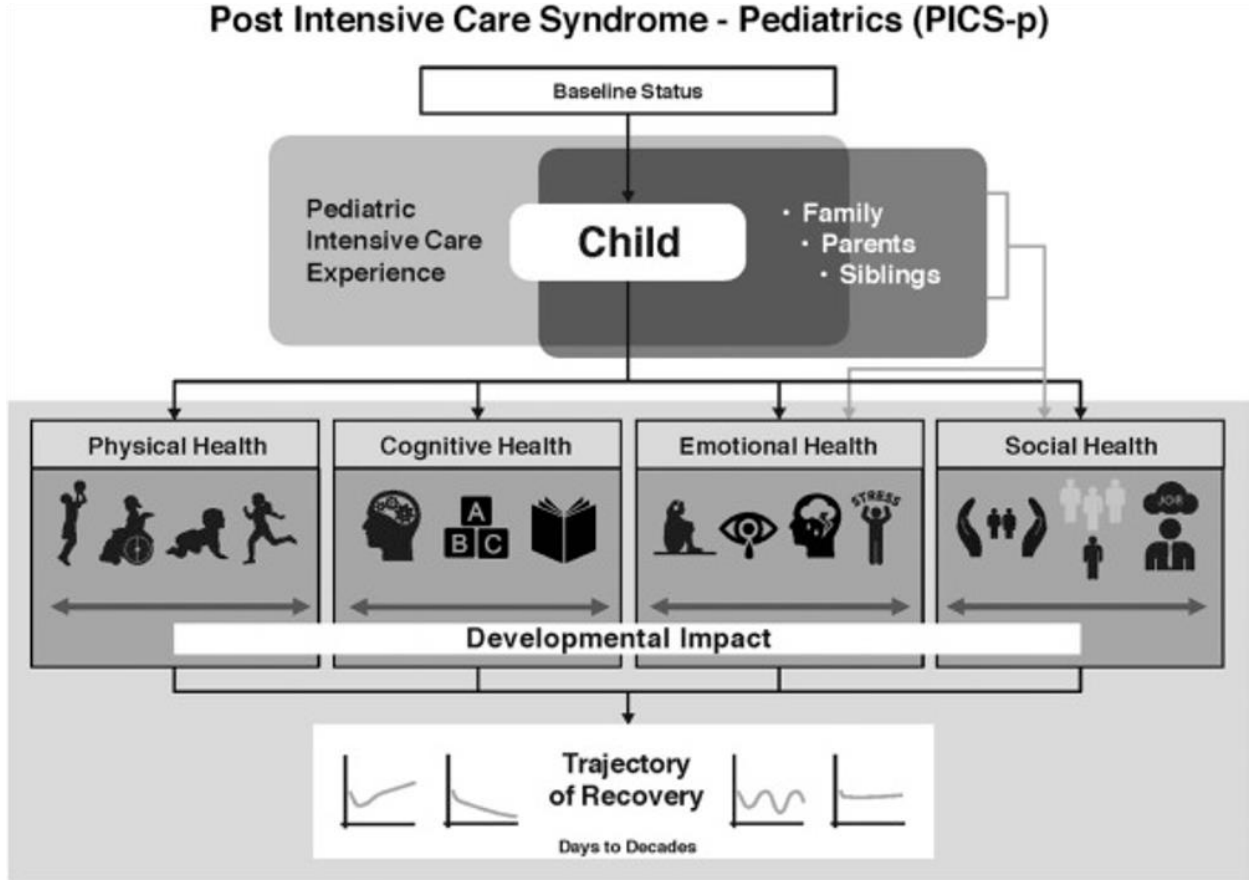 Post Intensive Care Syndrome - Pediatrics (PICS-p)
Baseline Status
Pediatric
Intensive Care
Experience
Child
• Family
• Parents
• Siblings
Physical Health
Cognitive Health
Emotional Health
Social Health
A
B C
STRESS
JOB
Developmental Impact
Trajectory
of Recovery
Days to Decades